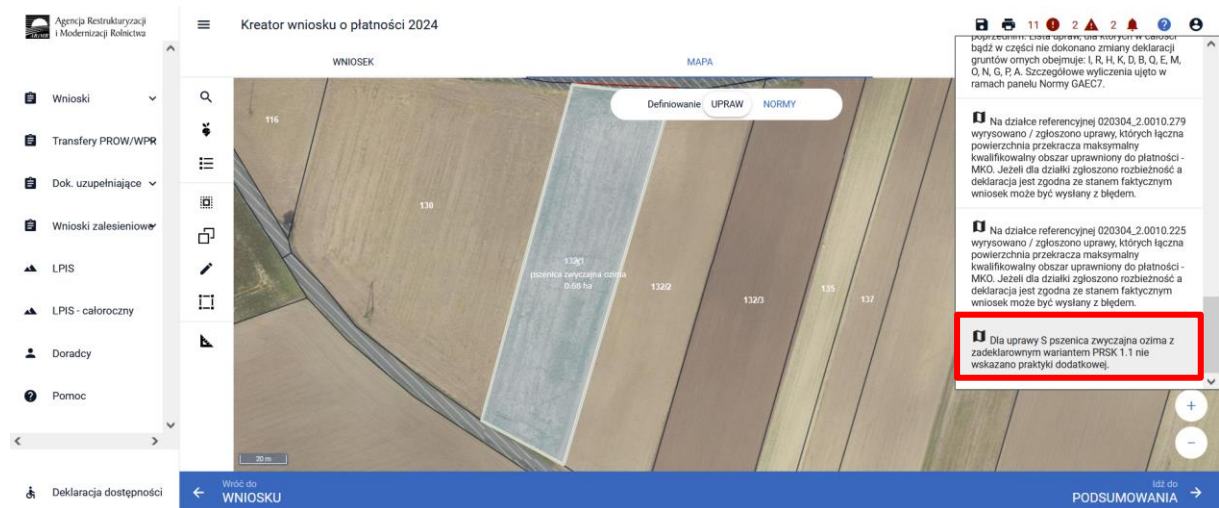 Agencja Restrukturyzacji
i Modernizacji Rolnictwa
Kreator wniosku o płatności 2024
11
2
2
WNIOSEK
MAPA
Wnioski
Transfery PROW/WPR
Dok. uzupełniające
Wnioski zalesieniowe
LPIS
LPIS - całoroczny
Doradcy
Pomoc
Deklaracja dostępności
Definiowanie UPRAW NORMY
116
130
132/1
pszenica zwyczajna ozima
0.68 ha
132/2
132/3
135
137
20 m
poprzednim. Lista upraw, dla których w całości
bądź w części nie dokonano zmiany deklaracji
gruntów ornych obejmuje: I, R, H, K, D, B, Q, E, M,
O, N, G, P, A. Szczegółowe wyliczenia ujęto w
ramach panelu Normy GAEC7.
Na działce referencyjnej 020304_2.0010.279
wyrysowano / zgłoszono uprawy, których łączna
powierzchnia przekracza maksymalny
kwalifikowalny obszar uprawniony do płatności -
MKO. Jeżeli dla działki zgłoszono rozbieżność a
deklaracja jest zgodna ze stanem faktycznym
wniosek może być wysłany z błędem.
Na działce referencyjnej 020304_2.0010.225
wyrysowano / zgłoszono uprawy, których łączna
powierzchnia przekracza maksymalny
kwalifikowalny obszar uprawniony do płatności -
MKO. Jeżeli dla działki zgłoszono rozbieżność a
deklaracja jest zgodna ze stanem faktycznym
wniosek może być wysłany z błędem.
Dla uprawy S pszenica zwyczajna ozima z
zadeklarownym wariantem PRSK 1.1 nie
wskazano praktyki dodatkowej.
Wróć do
WNIOSKU
Idź do
PODSUMOWANIA